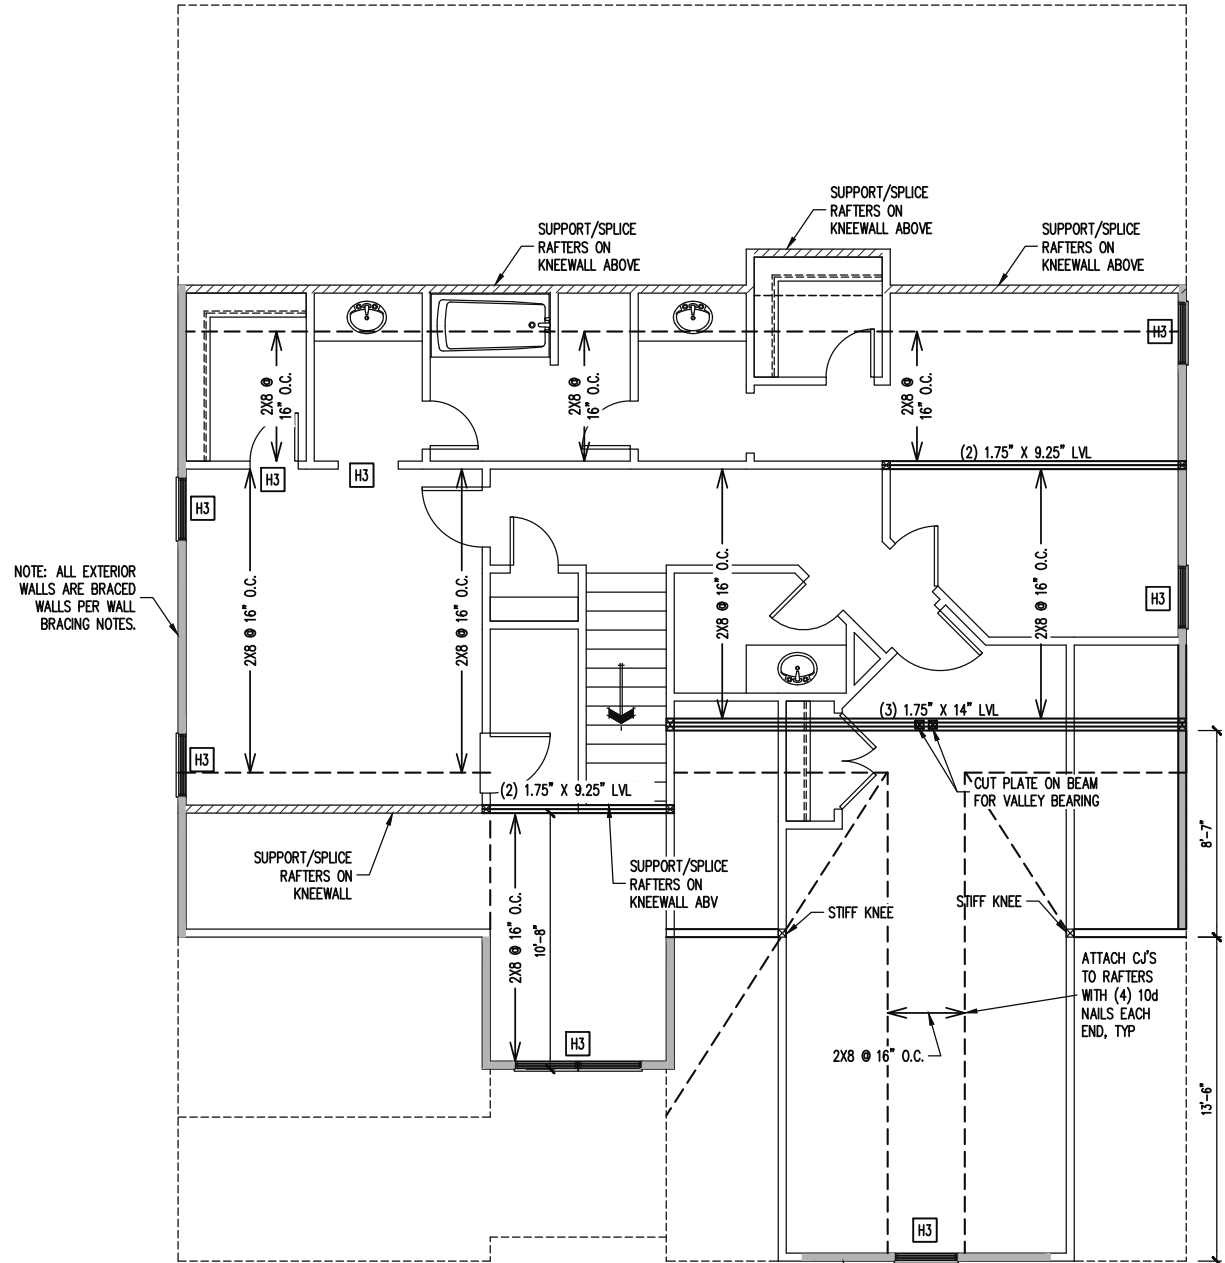 SUPPORT/SPLICE
RAFTERS ON
KNEEWALL ABOVE
SUPPORT/SPLICE
RAFTERS ON
KNEEWALL ABOVE
SUPPORT/SPLICE
RAFTERS ON
KNEEWALL ABOVE
H3
2X8 @
16" O.C.
2X8 @
16" O.C.
2X8 @
16" O.C.
(2) 1.75" X 9.25" LVL
H3
H3
H3
NOTE: ALL EXTERIOR
WALLS ARE BRACED
WALLS PER WALL
BRACING NOTES.
2X8 @ 16" O.C.
2X8 @ 16" O.C.
2X8 @ 16" O.C.
2X8 @ 16" O.C.
H3
(3) 1.75" X 14" LVL
H3
(2) 1.75" X 9.25" LVL
CUT PLATE ON BEAM
FOR VALLEY BEARING
8'-7"
SUPPORT/SPLICE
RAFTERS ON
KNEEWALL
SUPPORT/SPLICE
RAFTERS ON
KNEEWALL ABV
STIFF KNEE
STIFF KNEE
2X8 @ 16" O.C.
10'-8"
ATTACH CJ'S
TO RAFTERS
WITH (4) 10d
NAILS EACH
END, TYP
H3
2X8 @ 16" O.C.
13'-6"
H3